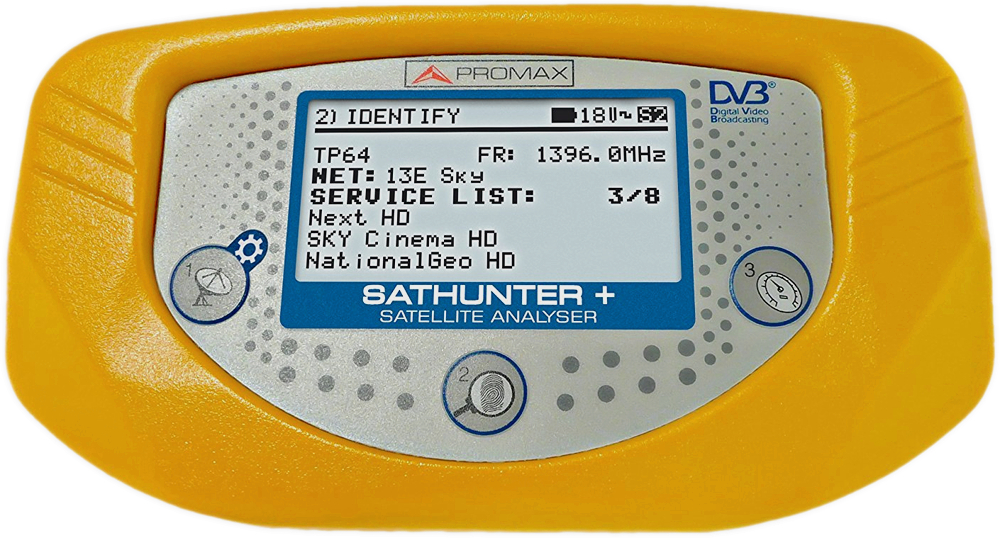 PROMAX
DVB®
Digital Video
Broadcasting
2) IDENTIFY 18V~ S2
TP64 FR: 1396.0MHz
NET: 13E Sky
SERVICE LIST: 3/8
Next HD
SKY Cinema HD
NationalGeo HD
SATHUNTER +
SATELLITE ANALYSER
1
3
2